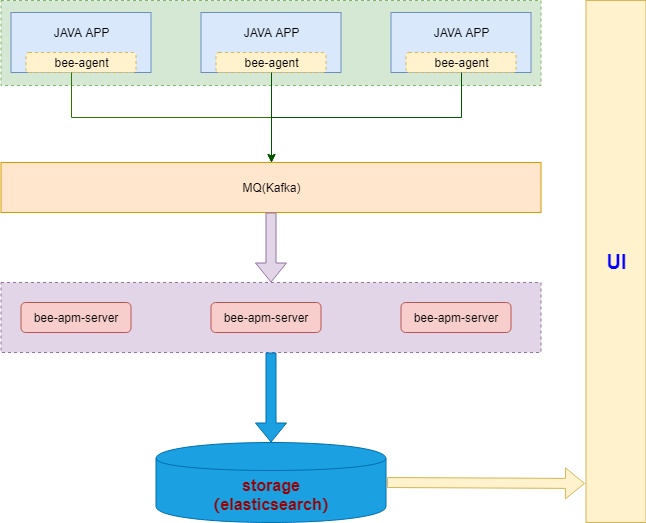 JAVA APP
bee-agent
JAVA APP
bee-agent
JAVA APP
bee-agent
MQ(Kafka)
bee-apm-server
bee-apm-server
bee-apm-server
storage
(elasticsearch)
UI